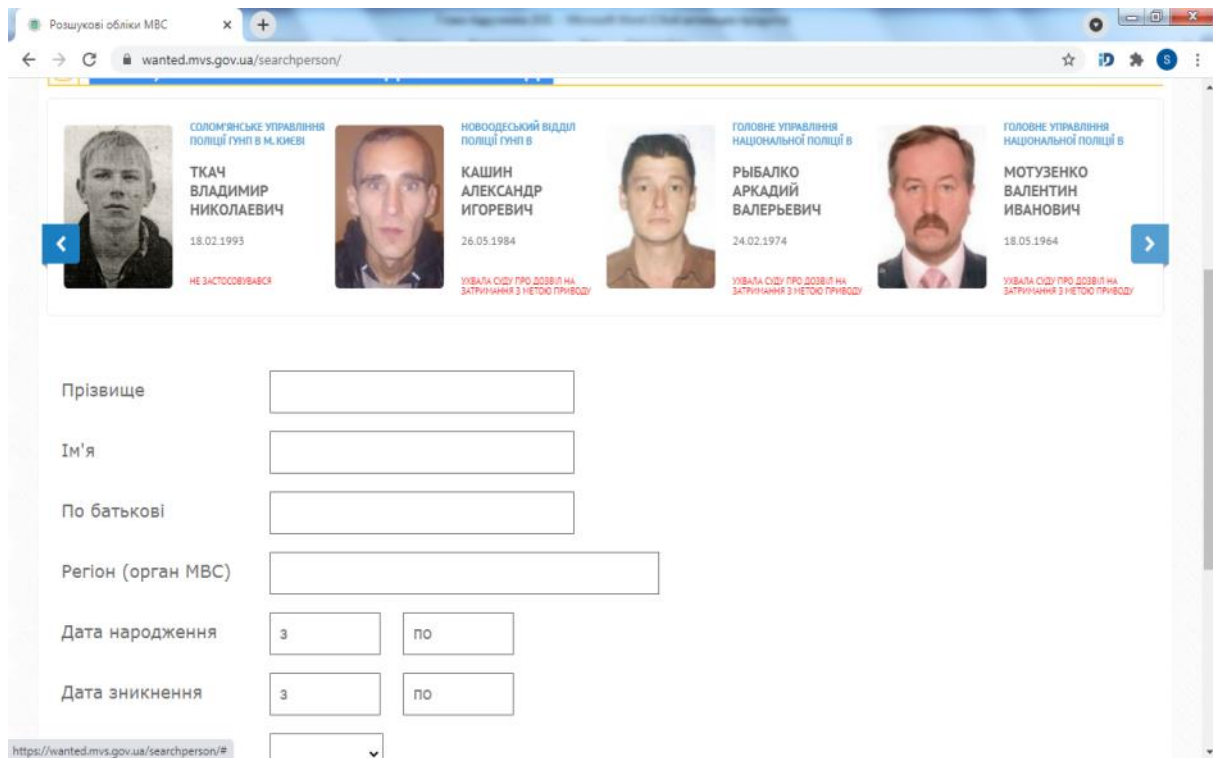 Розшукові обліки МВС
wanted.mvs.gov.ua/searchperson/
СОЛОМ'ЯНСЬКЕ УПРАВЛІННЯ
ПОЛІЦІЇ ГУНП В М. КИЄВІ
ТКАЧ
ВЛАДИМИР
НИКОЛАЕВИЧ
18.02.1993
НЕ ЗАСТОСОВУВАВСЯ
НОВООДЕСЬКИЙ ВІДДІЛ
ПОЛІЦІЇ ГУНП В
КАШИН
АЛЕКСАНДР
ИГОРЕВИЧ
26.05.1984
УХВАЛА СУДУ ПРО ДОЗВІЛ НА
ЗАТРИМАННЯ З МЕТОЮ ПРИВОДУ
ГОЛОВНЕ УПРАВЛІННЯ
НАЦІОНАЛЬНОЇ ПОЛІЦІЇ В
РЫБАЛКО
АРКАДИЙ
ВАЛЕРЬЕВИЧ
24.02.1974
УХВАЛА СУДУ ПРО ДОЗВІЛ НА
ЗАТРИМАННЯ З МЕТОЮ ПРИВОДУ
ГОЛОВНЕ УПРАВЛІННЯ
НАЦІОНАЛЬНОЇ ПОЛІЦІЇ В
МОТУЗЕНКО
ВАЛЕНТИН
ИВАНОВИЧ
18.05.1964
УХВАЛА СУДУ ПРО ДОЗВІЛ НА
ЗАТРИМАННЯ З МЕТОЮ ПРИВОДУ
Прізвище
Ім'я
По батькові
Регіон (орган МВС)
Дата народження з по
Дата зникнення з по
https://wanted.mvs.gov.ua/searchperson/#